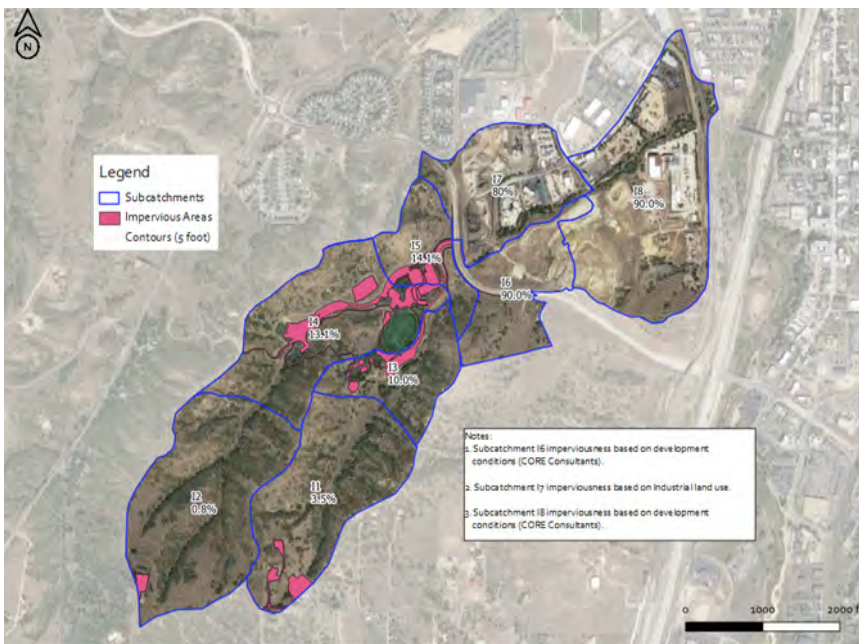 N
Legend
Subcatchments
Impervious Areas
Contours (5 foot)
I7
80%
I8
90.0%
I5
14.1%
I6
90.0%
I4
13.1%
I3
10.0%
I2
0.8%
I1
3.5%
Notes:
1. Subcatchment I6 imperviousness based on development
conditions (CORE Consultants).
2. Subcatchment I7 imperviousness based on Industrial land use.
3. Subcatchment I8 imperviousness based on development
conditions (CORE Consultants).
0 1000 2000 f